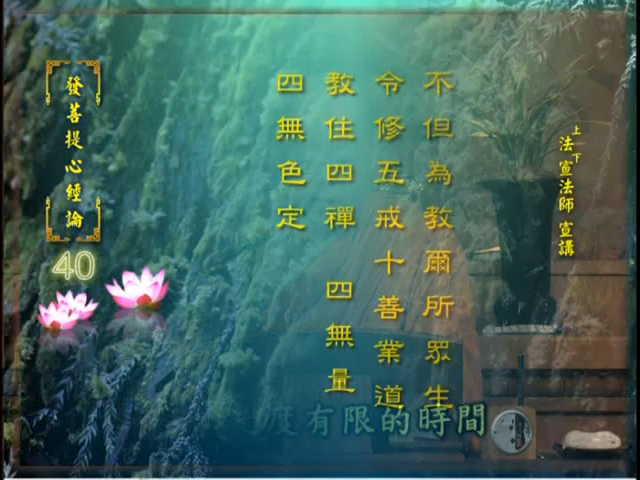 不但為教爾所眾生
令修五戒十善業道
教住四禪 四無量
四無色定
上 下
法宣法師 宣講
發菩提心經論
40
度有限的時間